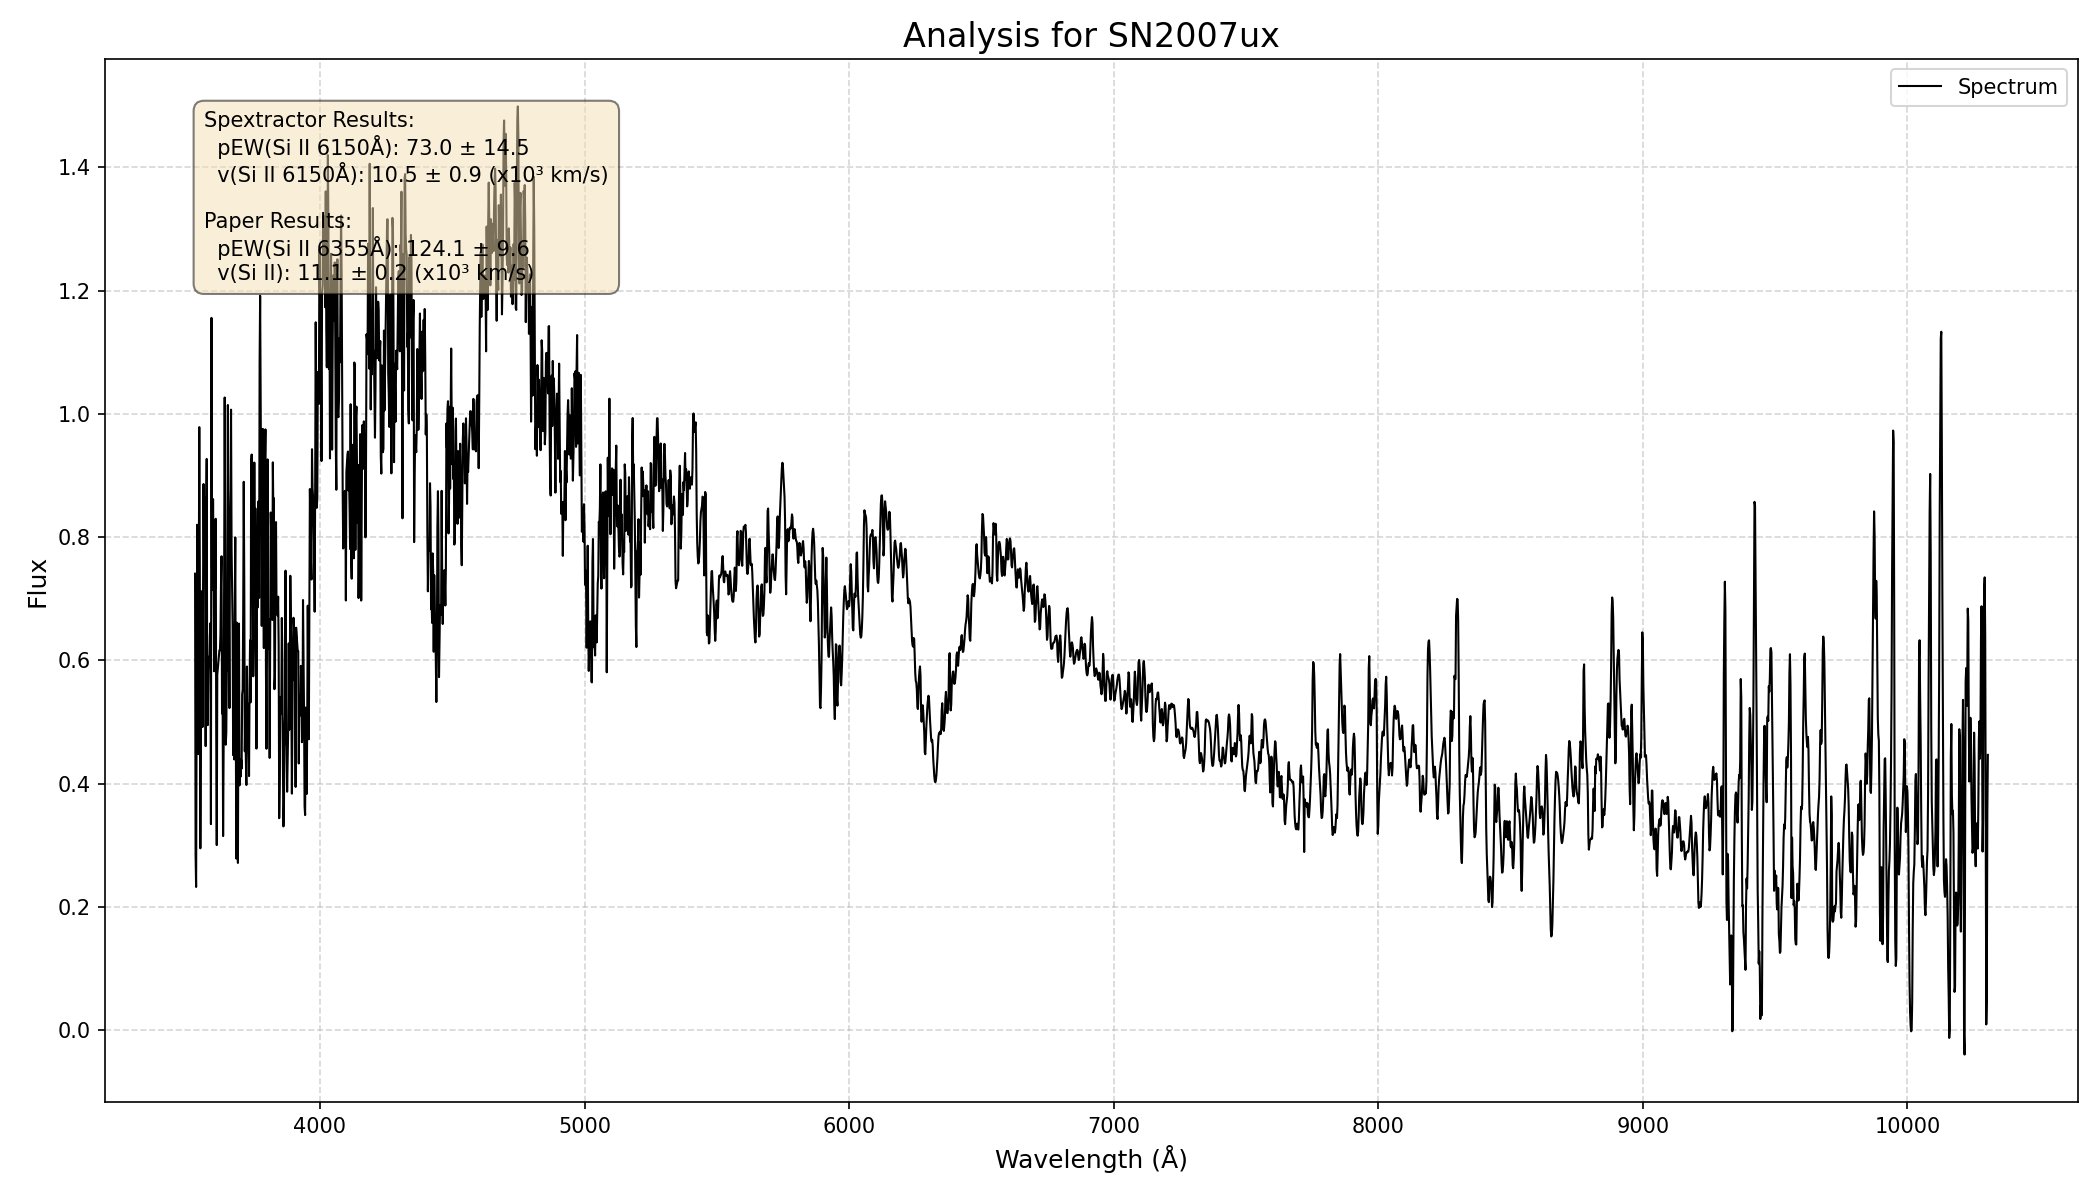 Analysis for SN2007ux
Spectrum
Spextractor Results:
pEW(Si II 6150Å): 73.0 ± 14.5
v(Si II 6150Å): 10.5 ± 0.9 (x10³ km/s)
Paper Results:
pEW(Si II 6355Å): 124.1 ± 9.6
v(Si II): 11.1 ± 0.2 (x10³ km/s)
Flux
1.4
1.2
1.0
0.8
0.6
0.4
0.2
0.0
4000 5000 6000 7000 8000 9000 10000
Wavelength (Å)